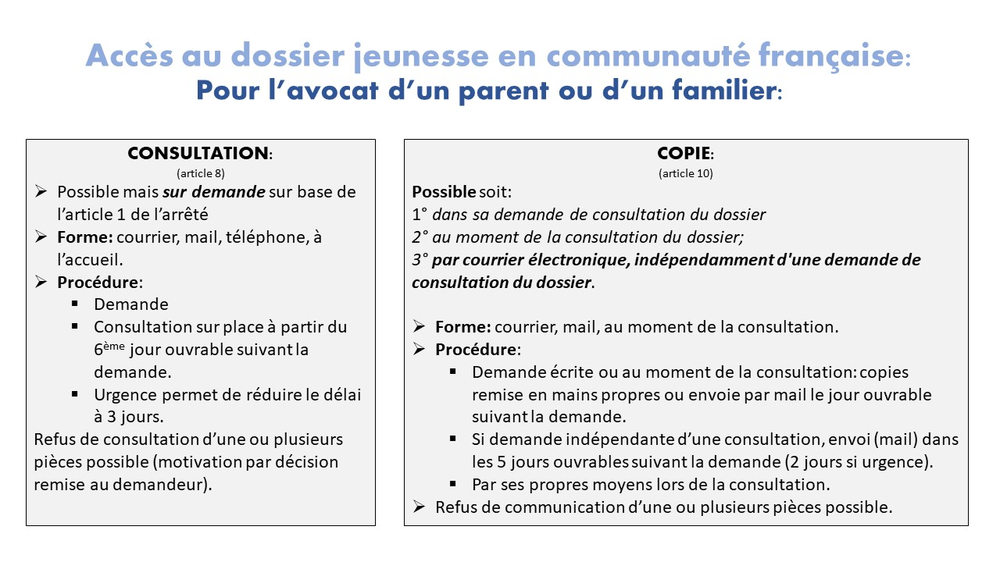 Accès au dossier jeunesse en communauté française:
Pour l’avocat d’un parent ou d’un familier:
CONSULTATION:
(article 8)
➢ Possible mais sur demande sur base de
l’article 1 de l’arrêté
➢ Forme: courrier, mail, téléphone, à
l’accueil.
➢ Procédure:
▪ Demande
▪ Consultation sur place à partir du
6ème jour ouvrable suivant la
demande.
▪ Urgence permet de réduire le délai
à 3 jours.
Refus de consultation d’une ou plusieurs
pièces possible (motivation par décision
remise au demandeur).
COPIE:
(article 10)
Possible soit:
1° dans sa demande de consultation du dossier
2° au moment de la consultation du dossier;
3° par courrier électronique, indépendamment d'une demande de
consultation du dossier.
➢ Forme: courrier, mail, au moment de la consultation.
➢ Procédure:
▪ Demande écrite ou au moment de la consultation: copies
remise en mains propres ou envoie par mail le jour ouvrable
suivant la demande.
▪ Si demande indépendante d’une consultation, envoi (mail) dans
les 5 jours ouvrables suivant la demande (2 jours si urgence).
▪ Par ses propres moyens lors de la consultation.
➢ Refus de communication d’une ou plusieurs pièces possible.